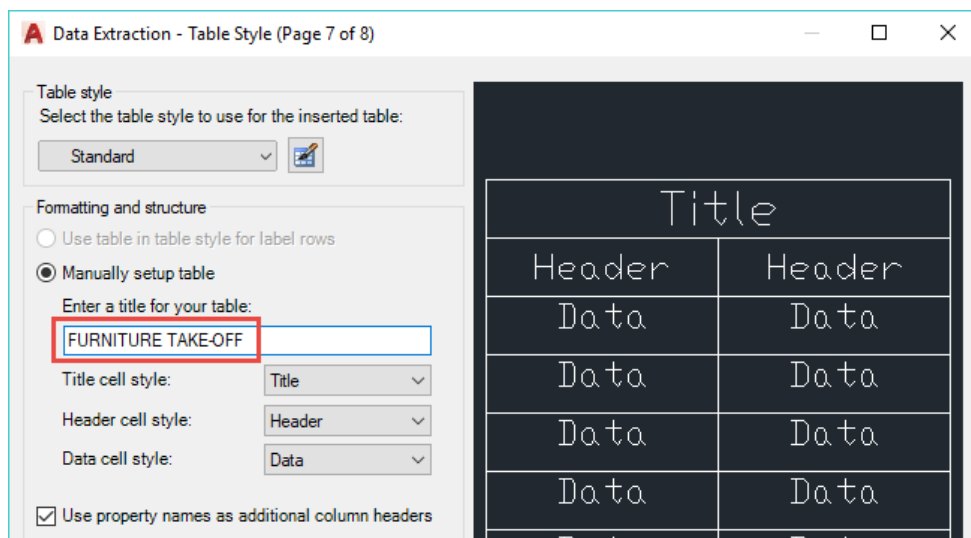 Data Extraction - Table Style (Page 7 of 8)
Table style
Select the table style to use for the inserted table:
Standard
Formatting and structure
Use table in table style for label rows
Manually setup table
Enter a title for your table:
FURNITURE TAKE-OFF
Title cell style: Title
Header cell style: Header
Data cell style: Data
Use property names as additional column headers
Title
Header Header
Data Data
Data Data
Data Data
Data Data